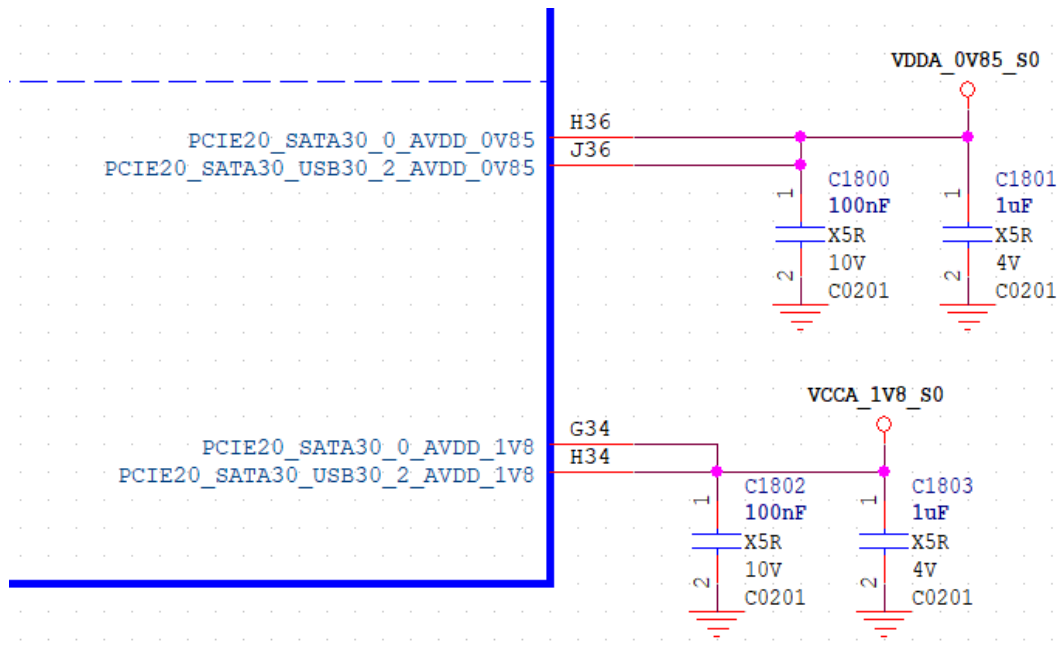 VDDA_0V85_S0
PCIE20_SATA30_0_AVDD_0V85 H36
PCIE20_SATA30_USB30_2_AVDD_0V85 J36
1 C1800 1 C1801
100nF 1uF
X5R X5R
2 10V 2 4V
C0201 C0201
VCCA_1V8_S0
PCIE20_SATA30_0_AVDD_1V8 G34
PCIE20_SATA30_USB30_2_AVDD_1V8 H34
1 C1802 1 C1803
100nF 1uF
X5R X5R
2 10V 2 4V
C0201 C0201